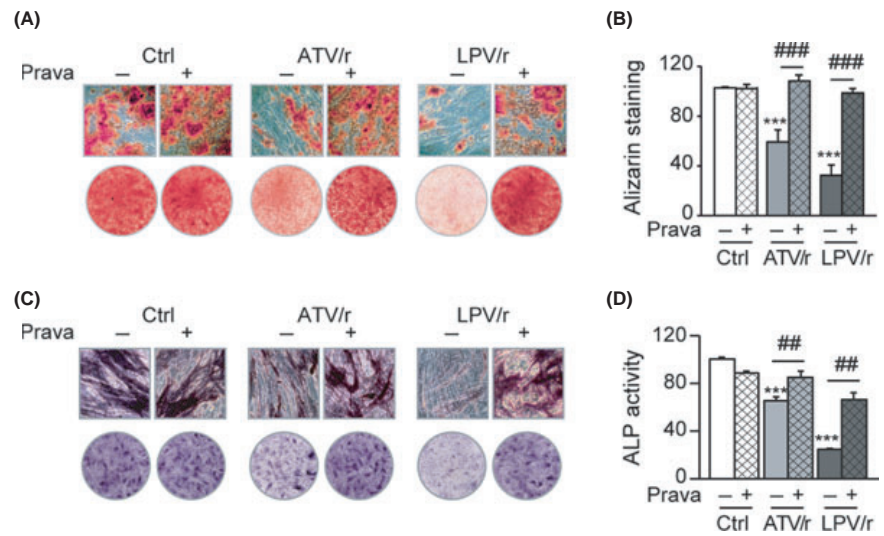 (A)
Ctrl ATV/r LPV/r
Prava – + – + – +
(B)
### ###
*** ***
Alizarin staining
120
80
40
0
Prava – + – + – +
Ctrl ATV/r LPV/r
(C)
Ctrl ATV/r LPV/r
Prava – + – + – +
(D)
## ##
*** ***
ALP activity
120
80
40
0
Prava – + – + – +
Ctrl ATV/r LPV/r